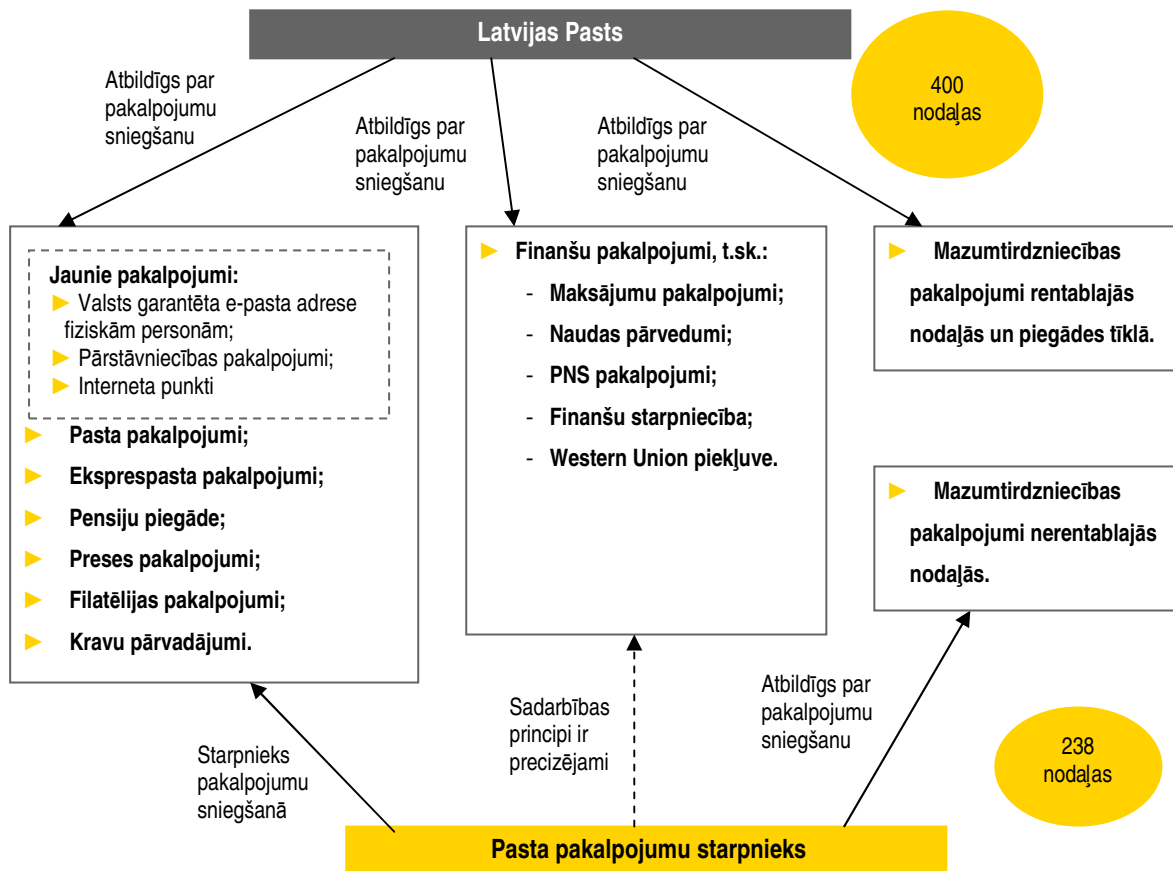 Latvijas Pasts
400
nodaļas
Atbildīgs par
pakalpojumu
sniegšanu
Atbildīgs par
pakalpojumu
sniegšanu
Atbildīgs par
pakalpojumu
sniegšanu
Jaunie pakalpojumi:
► Valsts garantēta e-pasta adrese
fiziskām personām;
► Pārstāvniecības pakalpojumi;
► Interneta punkti
► Pasta pakalpojumi;
► Ekspresspasta pakalpojumi;
► Pensiju piegāde;
► Preses pakalpojumi;
► Filatēlijas pakalpojumi;
► Kravu pārvadājumi.
► Finanšu pakalpojumi, t.sk.:
- Maksājumu pakalpojumi;
- Naudas pārvedumi;
- PNS pakalpojumi;
- Finanšu starpniecība;
- Western Union piekļuve.
► Mazumtirdzniecības
pakalpojumi rentablajās
nodaļās un piegādes tīklā.
► Mazumtirdzniecības
pakalpojumi nerentablajās
nodaļās.
Starpnieks
pakalpojumu
sniegšanā
Sadarbības
principi ir
precizējami
Atbildīgs par
pakalpojumu
sniegšanu
238
nodaļas
Pasta pakalpojumu starpnieks